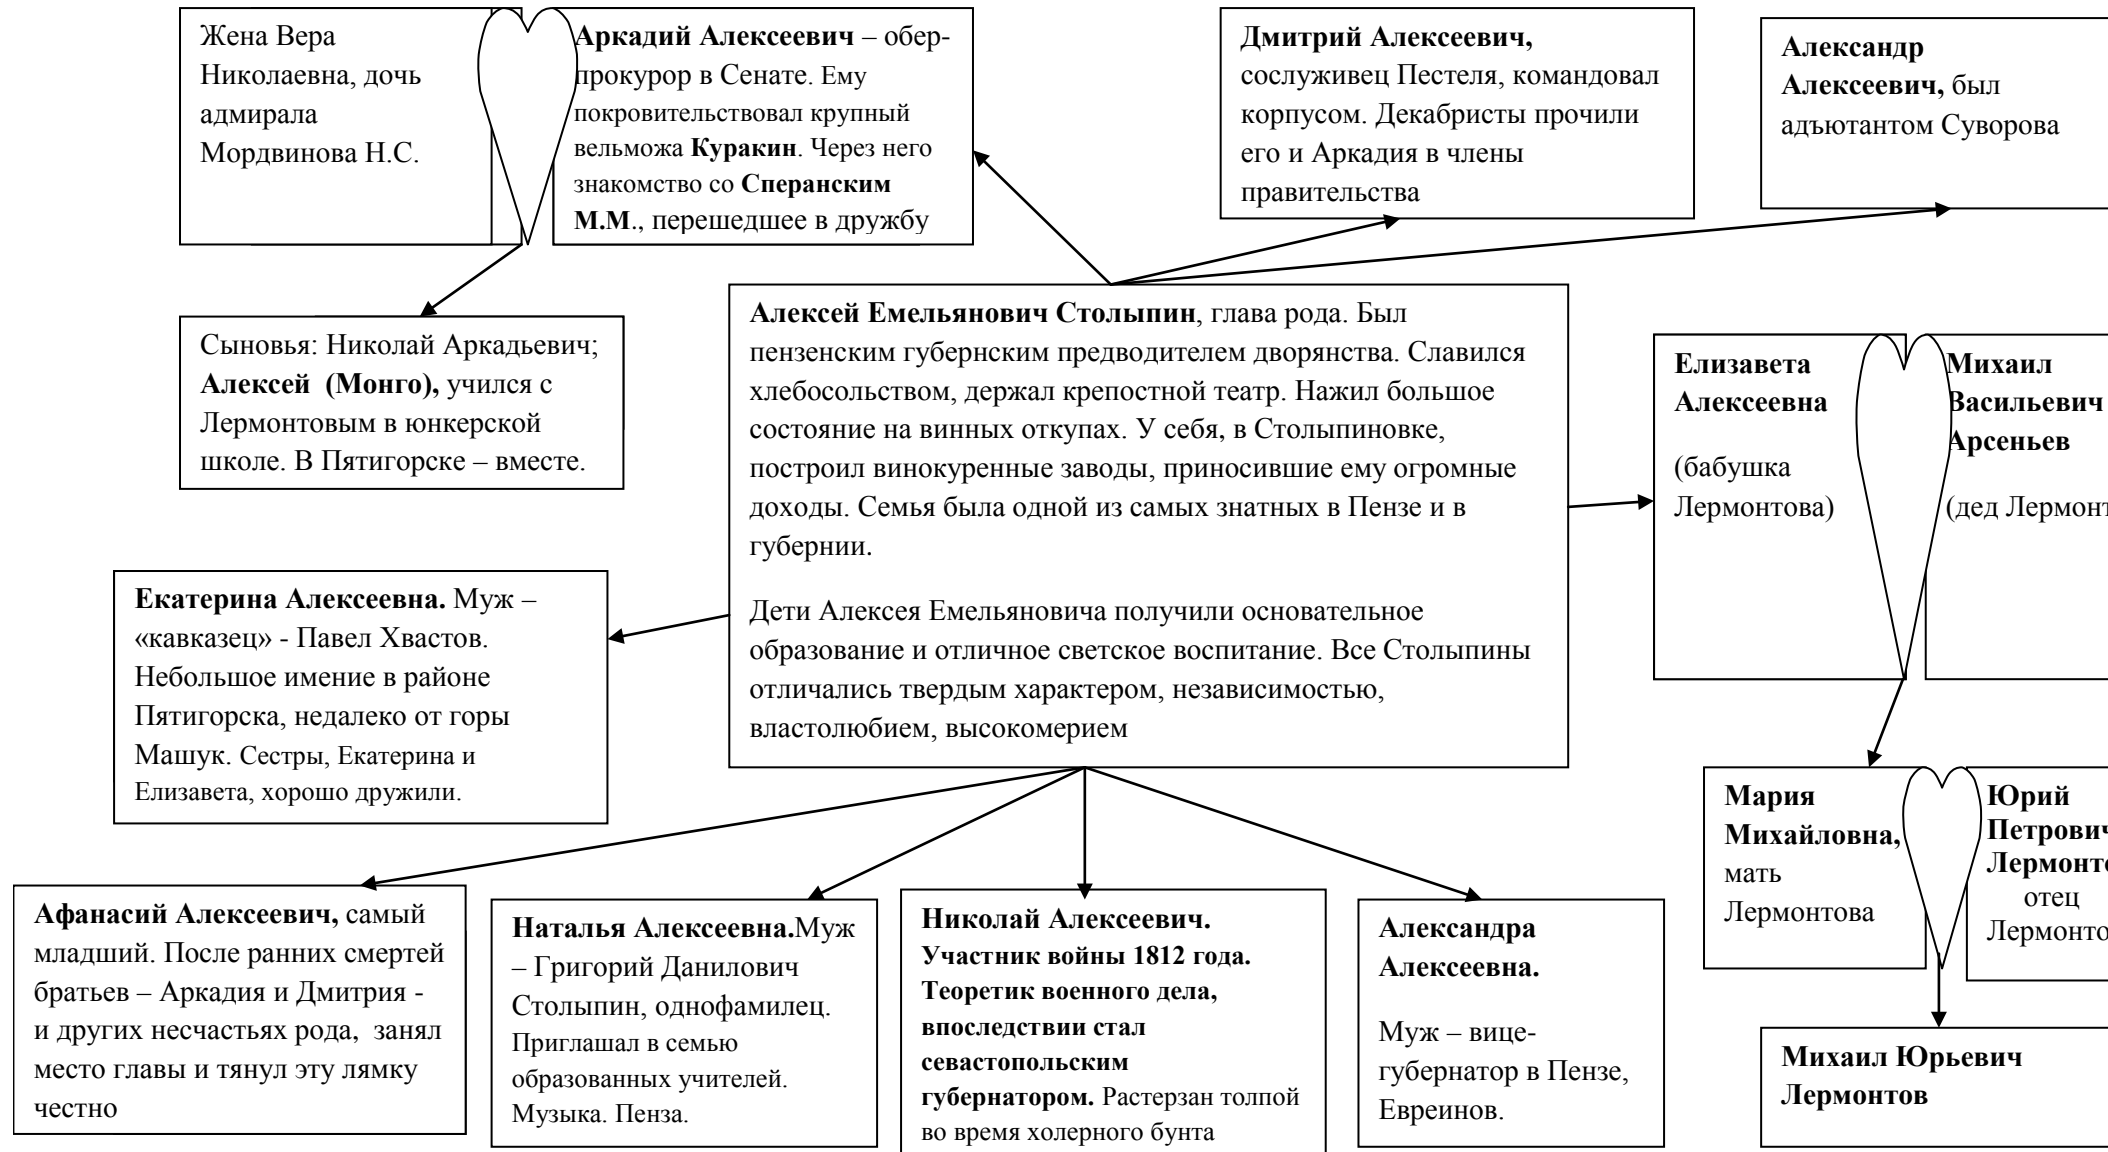 Жена Вера
Николаевна, дочь
адмирала
Мордвинова Н.С.
Аркадий Алексеевич – обер-
прокурор в Сенате. Ему
покровительствовал крупный
вельможа Куракин. Через него
знакомство со Сперанским
М.М., перешедшее в дружбу
Дмитрий Алексеевич,
сослуживец Пестеля, командовал
корпусом. Декабристы прочили
его и Аркадия в члены
правительства
Александр
Алексеевич, был
адъютантом Суворова
Сыновья: Николай Аркадьевич;
Алексей (Монго), учился с
Лермонтовым в юнкерской
школе. В Пятигорске – вместе.
Алексей Емельянович Столыпин, глава рода. Был
пензенским губернским предводителем дворянства. Славился
хлебосольством, держал крепостной театр. Нажил большое
состояние на винных откупах. У себя, в Столыпиновке,
построил винокуренные заводы, приносившие ему огромные
доходы. Семья была одной из самых знатных в Пензе и в
губернии.
Дети Алексея Емельяновича получили основательное
образование и отличное светское воспитание. Все Столыпины
отличались твердым характером, независимостью,
властолюбием, высокомерием
Елизавета
Алексеевна
(бабушка
Лермонтова)
Михаил
Васильевич
Арсеньев
(дед Лермонт
Екатерина Алексеевна. Муж –
«кавказец» - Павел Хвастов.
Небольшое имение в районе
Пятигорска, недалеко от горы
Машук. Сестры, Екатерина и
Елизавета, хорошо дружили.
Мария
Михайловна,
мать
Лермонтова
Юрий
Петрович
Лермонто
отец
Лермонто
Афанасий Алексеевич, самый
младший. После ранних смертей
братьев – Аркадия и Дмитрия -
и других несчастьях рода, занял
место главы и тянул эту лямку
честно
Наталья Алексеевна.Муж
– Григорий Данилович
Столыпин, однофамилец.
Приглашал в семью
образованных учителей.
Музыка. Пенза.
Николай Алексеевич.
Участник войны 1812 года.
Теоретик военного дела,
впоследствии стал
севастопольским
губернатором. Растерзан толпой
во время холерного бунта
Александра
Алексеевна.
Муж – вице-
губернатор в Пензе,
Евреинов.
Михаил Юрьевич
Лермонтов